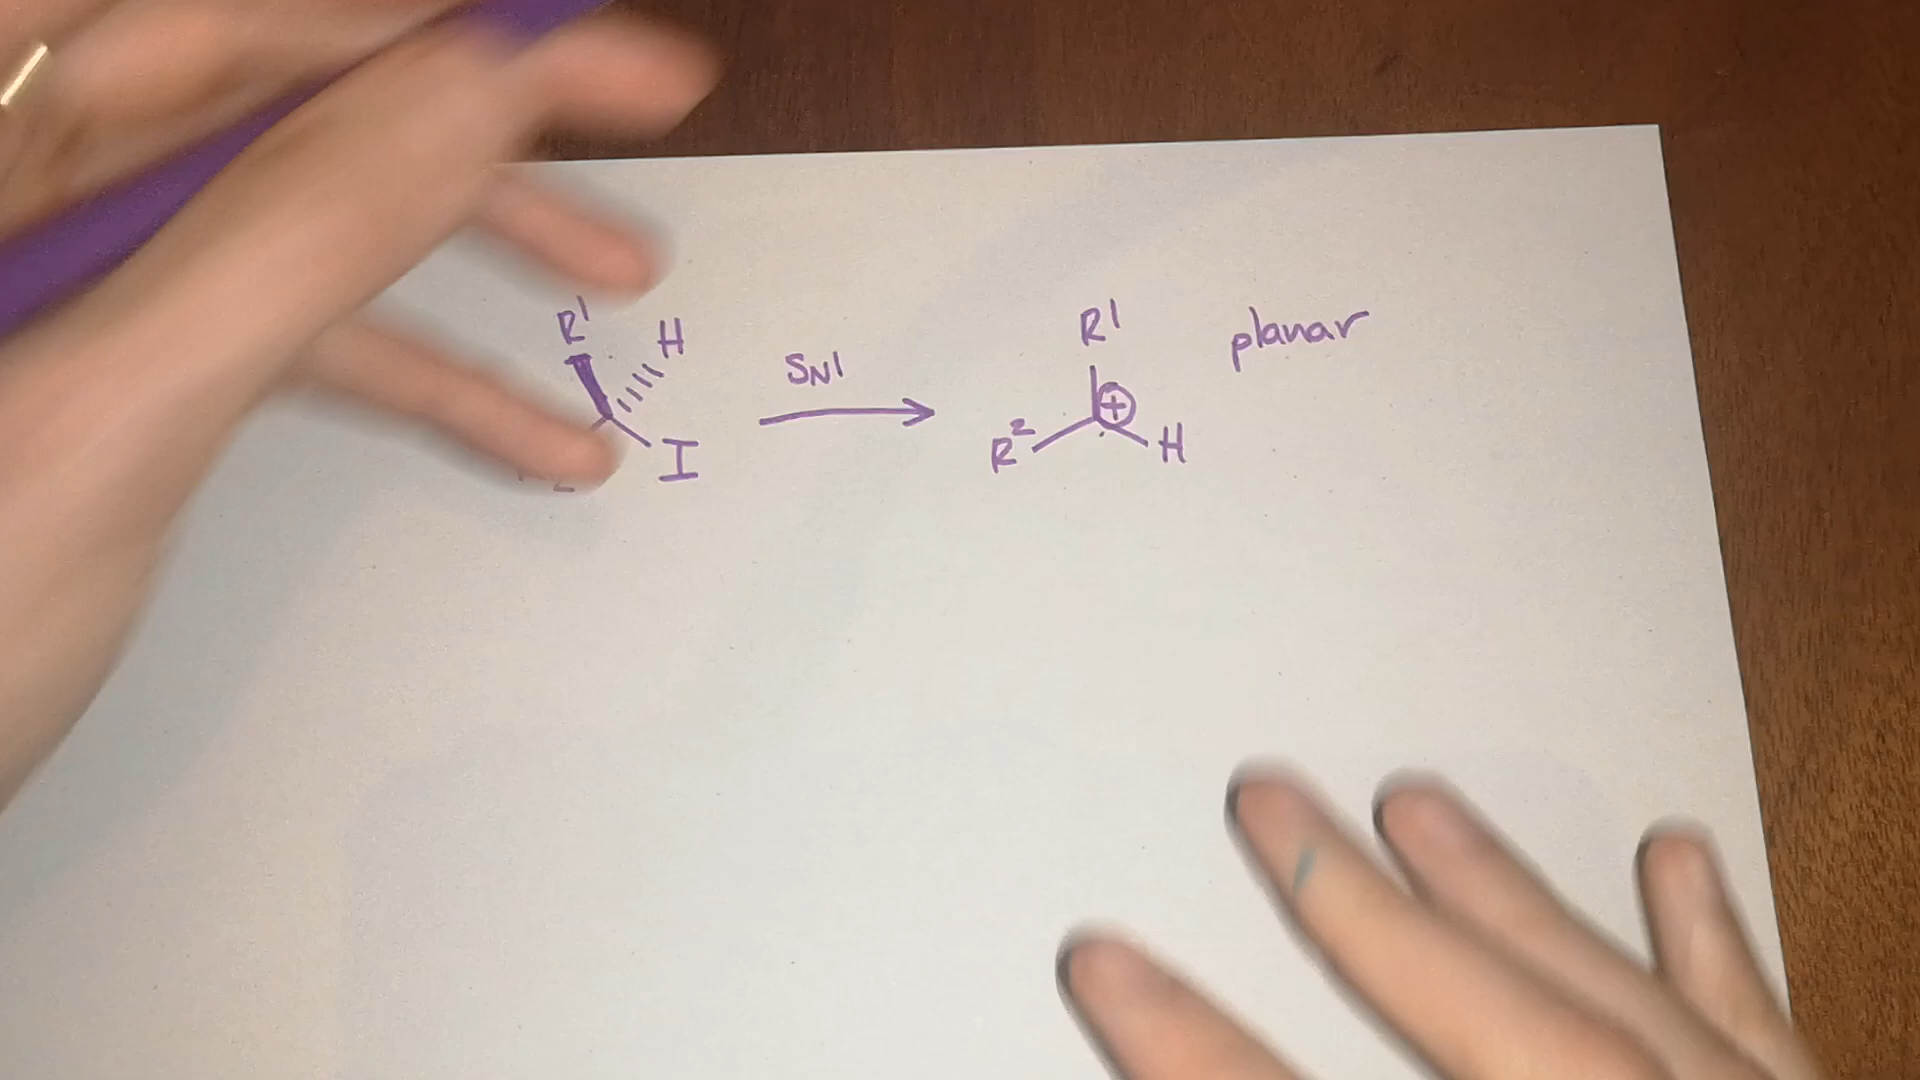 R¹ H SN1 R¹ planar
I R² ⊕ H